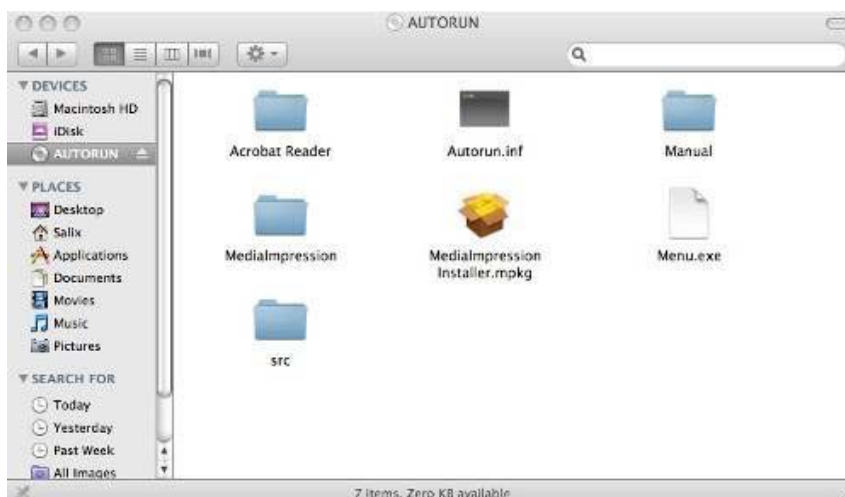 AUTORUN
DEVICES
Macintosh HD
iDisk
AUTORUN
PLACES
Desktop
Salix
Applications
Documents
Movies
Music
Pictures
SEARCH FOR
Today
Yesterday
Past Week
All Images
Acrobat Reader
Autorun.inf
Manual
MediaImpression
MediaImpression
Installer.mpkg
Menu.exe
src
7 items, Zero KB available